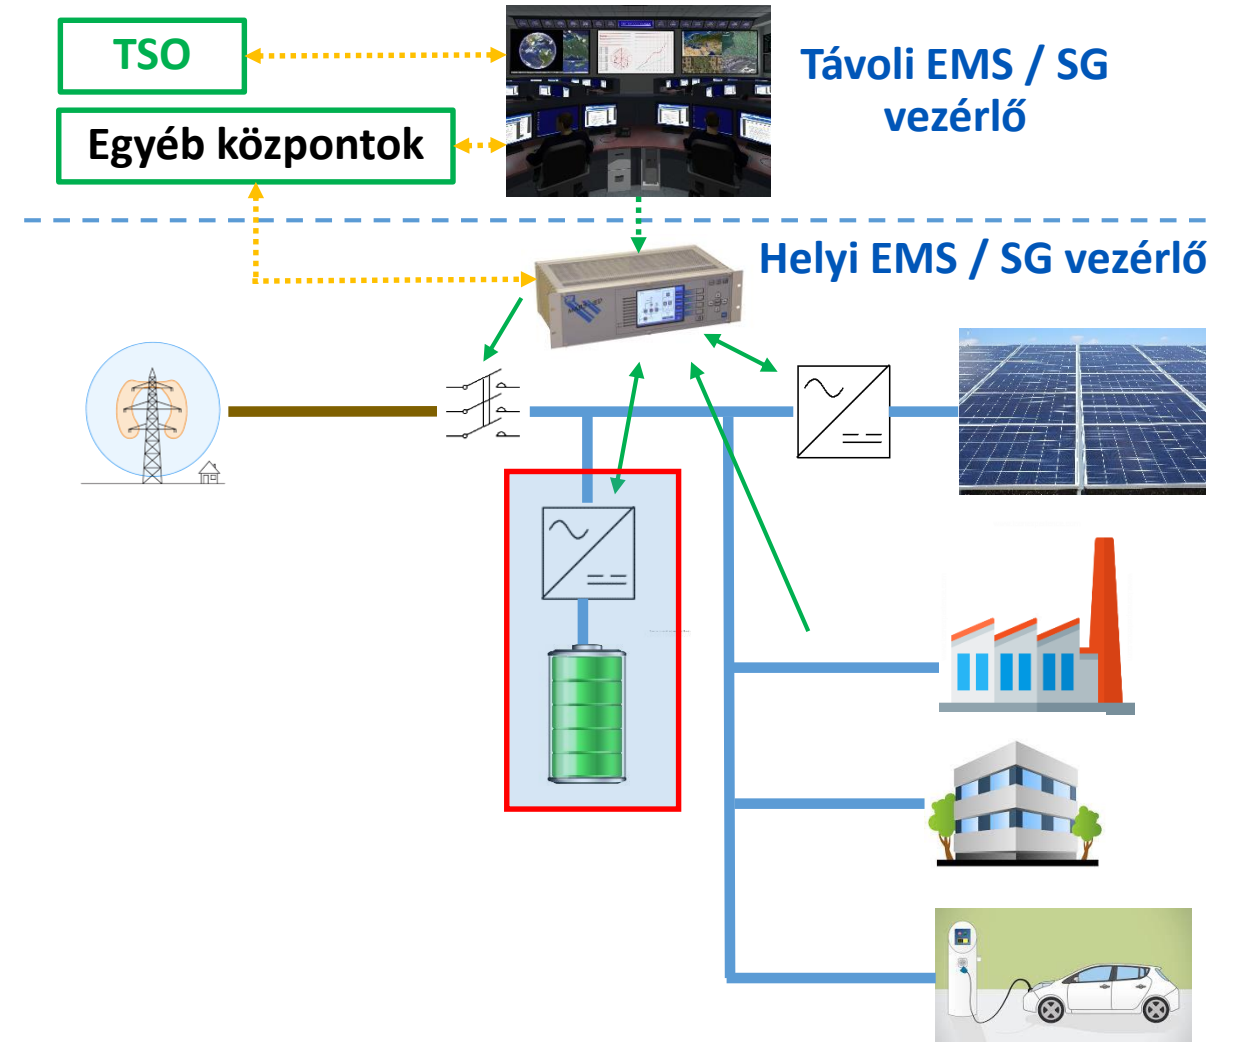 TSO
Távoli EMS / SG
vezérlő
Egyéb központok
Helyi EMS / SG vezérlő